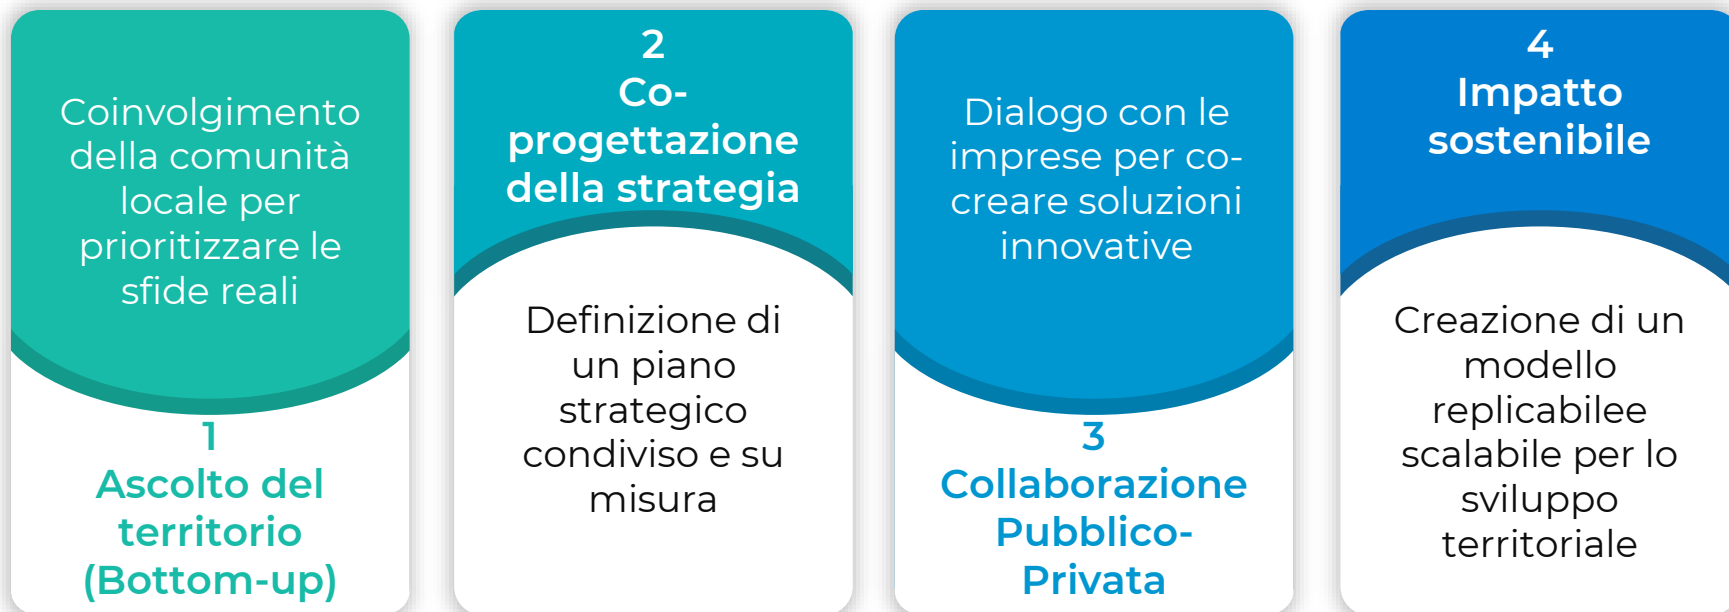 Coinvolgimento
della comunità
locale per
prioritizzare le
sfide reali
1
Ascolto del
territorio
(Bottom-up)
2
Co-
progettazione
della strategia
Definizione di
un piano
strategico
condiviso e su
misura
Dialogo con le
imprese per co-
creare soluzioni
innovative
3
Collaborazione
Pubblico-
Privata
4
Impatto
sostenibile
Creazione di un
modello
replicabilee
scalabile per lo
sviluppo
territoriale